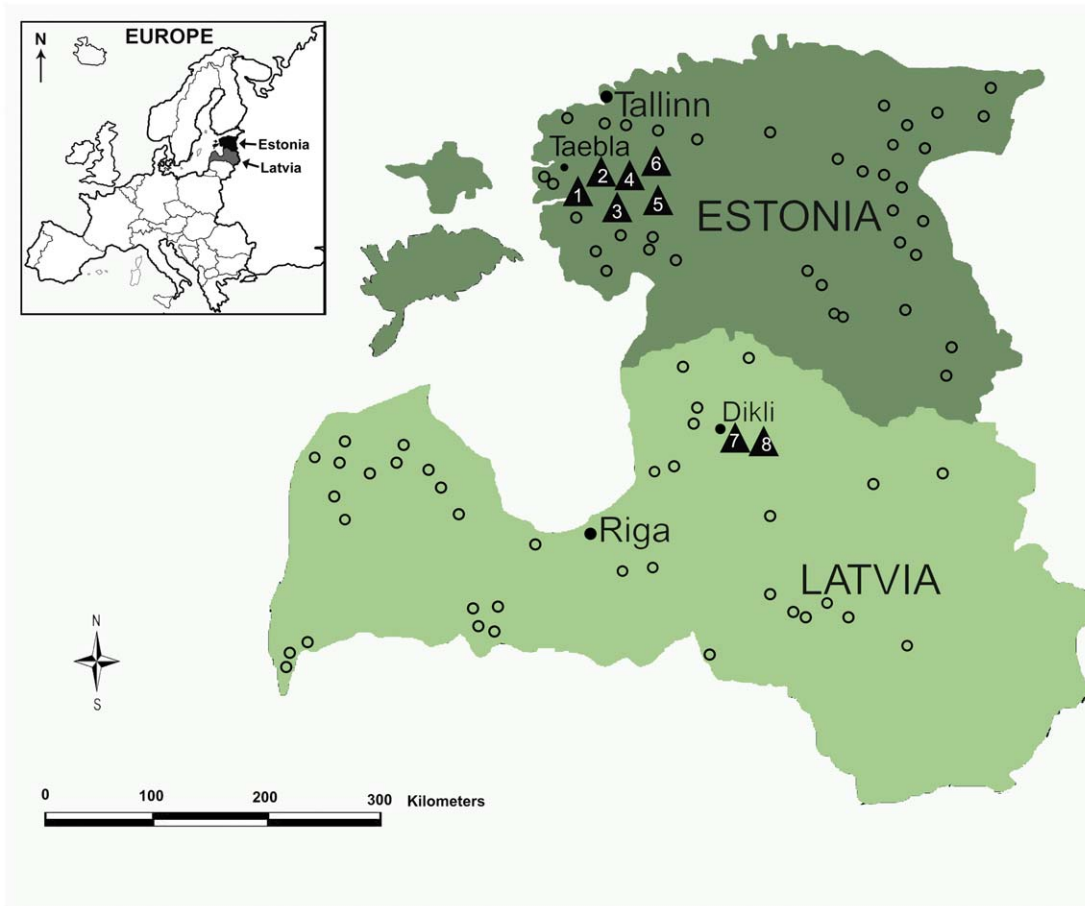 EUROPE
N
Estonia
Latvia
Tallinn
Taebla
1
2
4
6
3
5
ESTONIA
Dikli
7
8
Riga
LATVIA
N
S
0 100 200 300 Kilometers